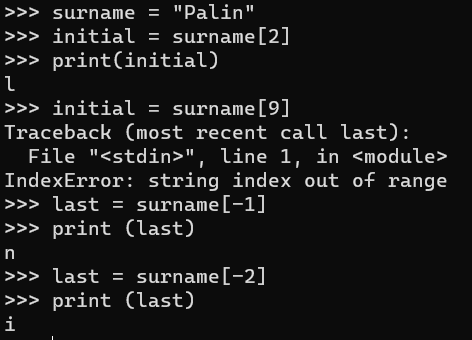 >>> surname = "Palin"
>>> initial = surname[2]
>>> print(initial)
l
>>> initial = surname[9]
Traceback (most recent call last):
  File "<stdin>", line 1, in <module>
IndexError: string index out of range
>>> last = surname[-1]
>>> print (last)
n
>>> last = surname[-2]
>>> print (last)
i